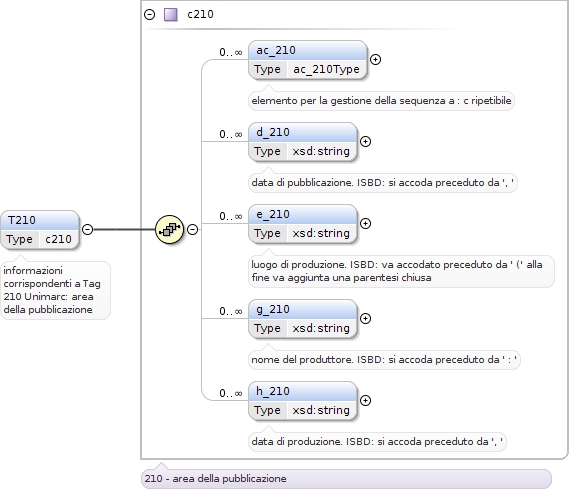 c210
0..∞
ac_210
Type ac_210Type
elemento per la gestione della sequenza a : c ripetibile
0..∞
d_210
Type xsd:string
data di pubblicazione. ISBD: si accoda preceduto da ', '
T210
Type c210
informazioni
corrispondenti a Tag
210 Unimarc: area
della pubblicazione
0..∞
e_210
Type xsd:string
luogo di produzione. ISBD: va accodato preceduto da ' (' alla
fine va aggiunta una parentesi chiusa
0..∞
g_210
Type xsd:string
nome del produttore. ISBD: si accoda preceduto da ' : '
0..∞
h_210
Type xsd:string
data di produzione. ISBD: si accoda preceduto da ', '
210 - area della pubblicazione